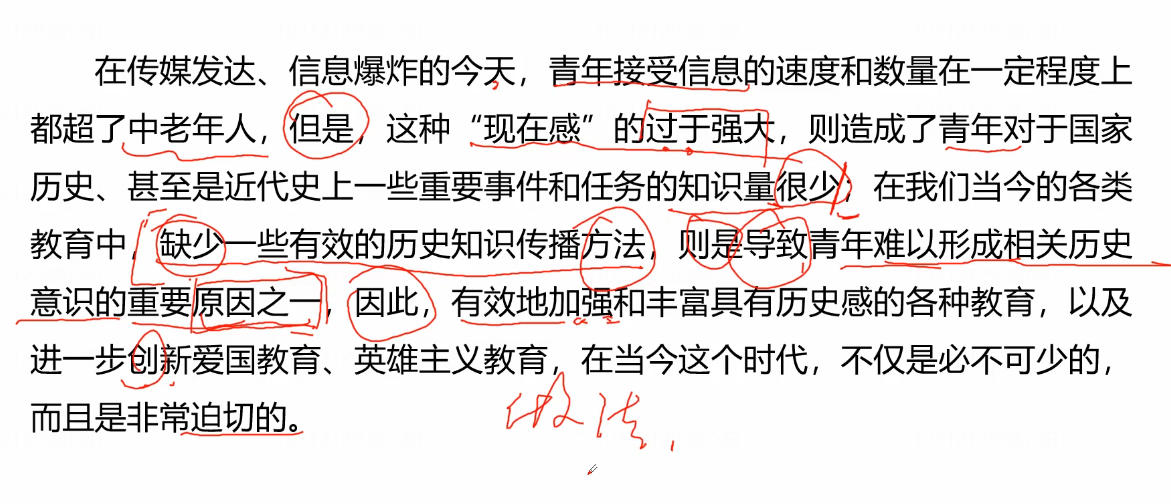 在传媒发达、信息爆炸的今天，青年接受信息的速度和数量在一定程度上
都超了中老年人，但是，这种“现在感”的过于强大，则造成了青年对于国家
历史、甚至是近代史上一些重要事件和任务的知识量很少；在我们当今的各类
教育中，缺少一些有效的历史知识传播方法，则是导致青年难以形成相关历史
意识的重要原因之一，因此，有效地加强和丰富具有历史感的各种教育，以及
进一步创新爱国教育、英雄主义教育，在当今这个时代，不仅是必不可少的，
而且是非常迫切的。
做法